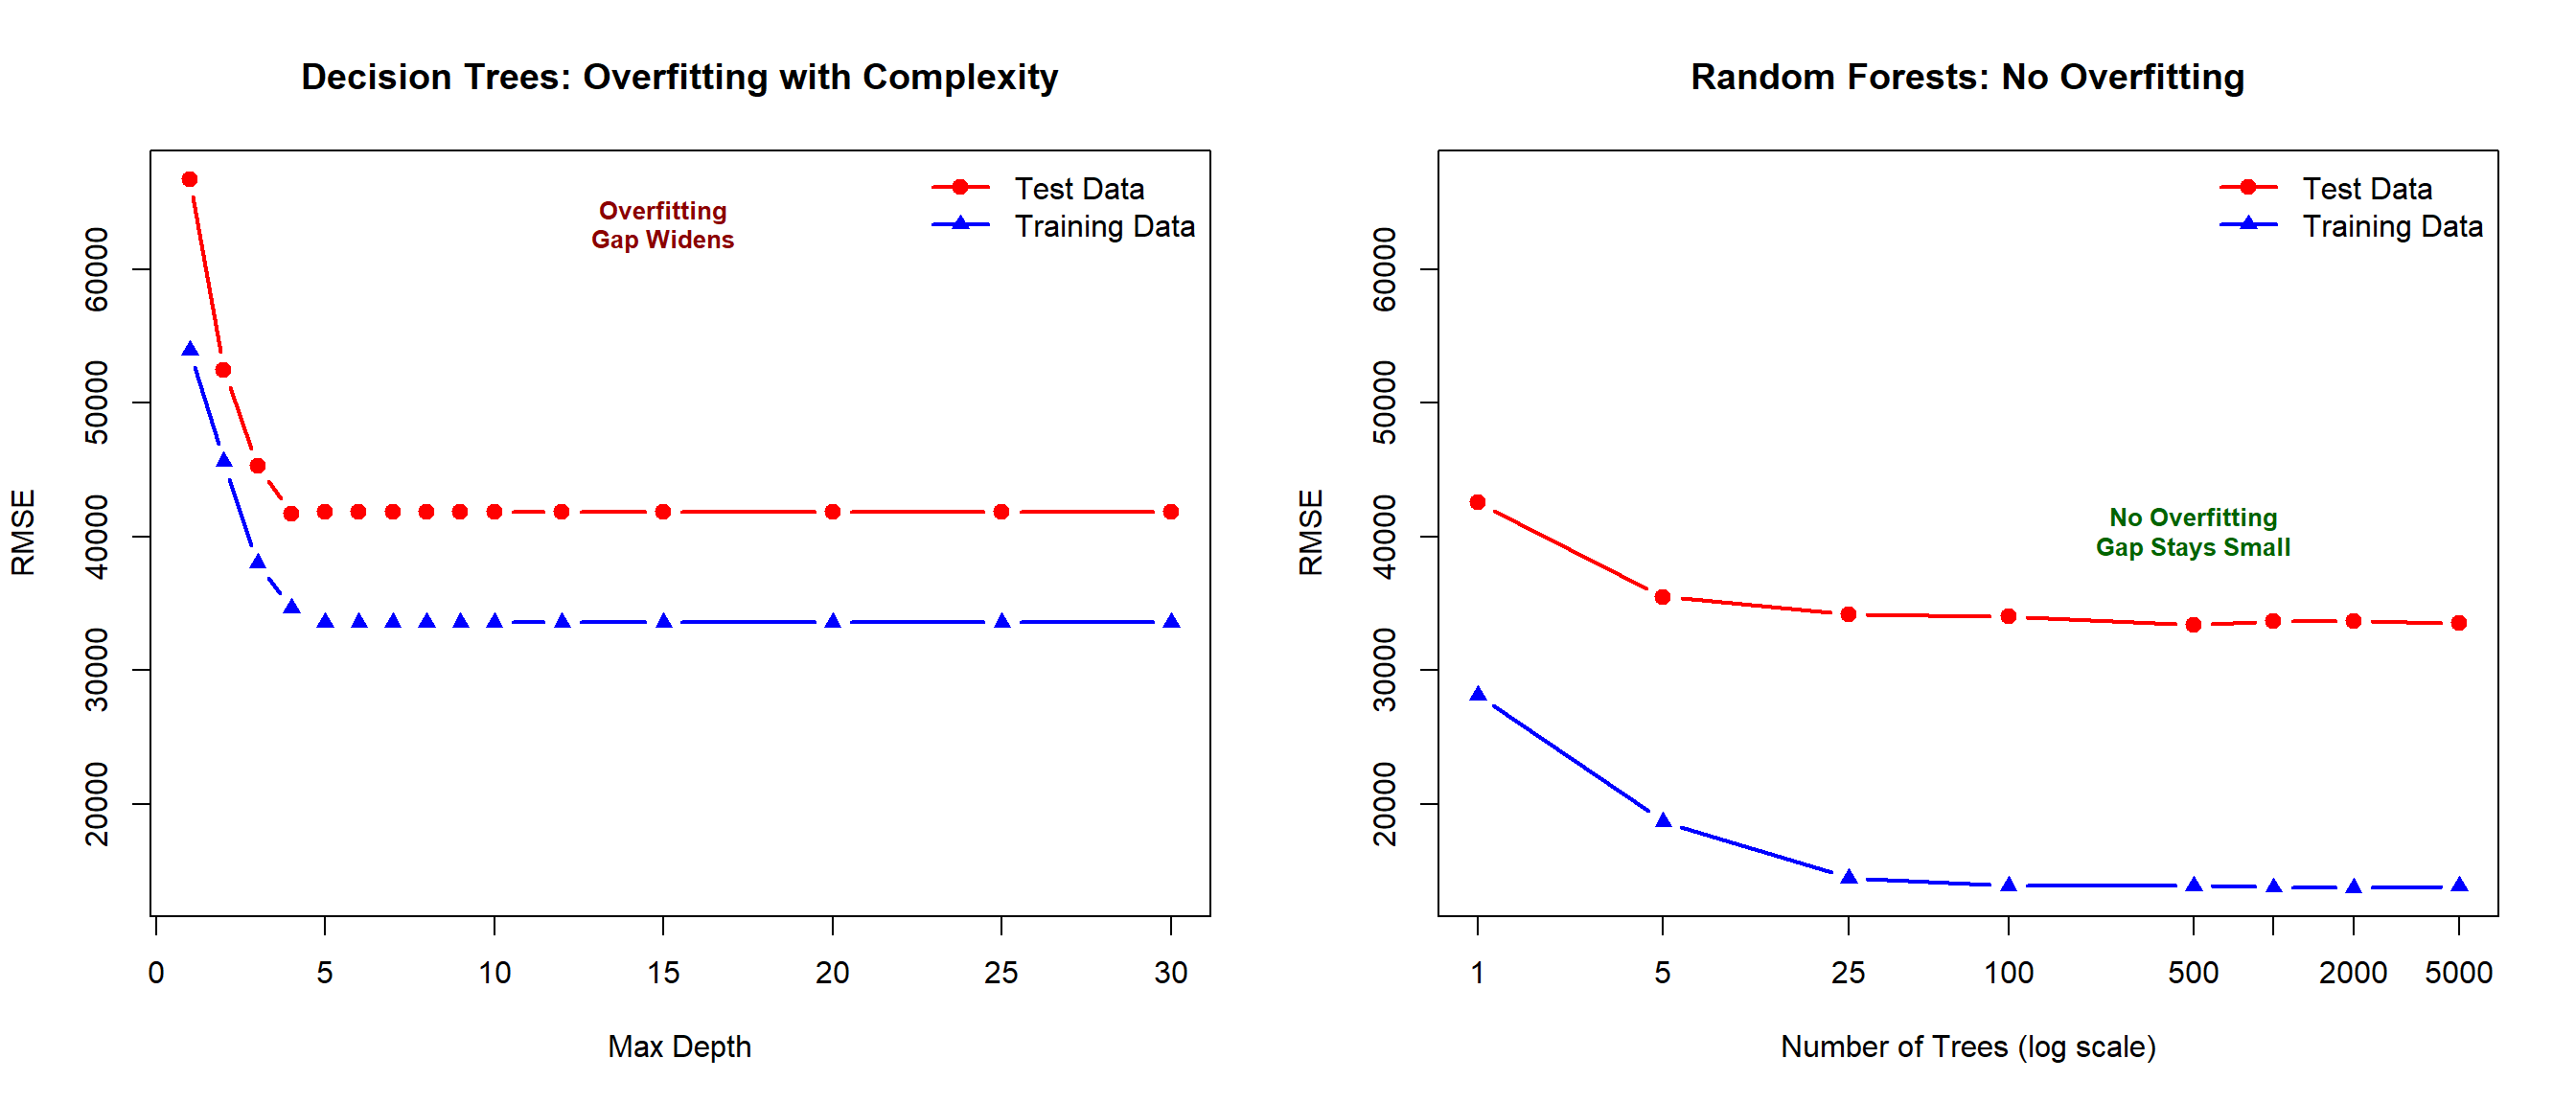 Decision Trees: Overfitting with Complexity
Test Data
Training Data
Overfitting
Gap Widens
RMSE
60000
50000
40000
30000
20000
0 5 10 15 20 25 30
Max Depth
Random Forests: No Overfitting
Test Data
Training Data
No Overfitting
Gap Stays Small
RMSE
60000
50000
40000
30000
20000
1 5 25 100 500 2000 5000
Number of Trees (log scale)